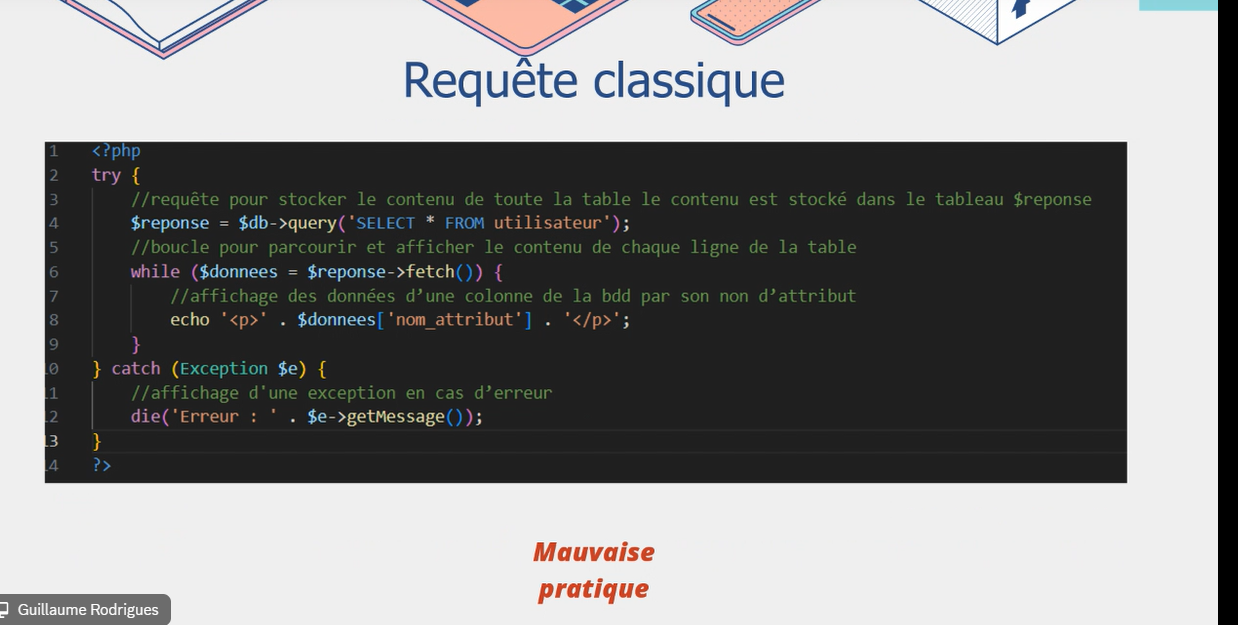 Requête classique
1 <?php
2 try {
3 //requête pour stocker le contenu de toute la table le contenu est stocké dans le tableau $reponse
4 $reponse = $db->query('SELECT * FROM utilisateur');
5 //boucle pour parcourir et afficher le contenu de chaque ligne de la table
6 while ($donnees = $reponse->fetch()) {
7 //affichage des données d’une colonne de la bdd par son non d’attribut
8 echo '<p>' . $donnees['nom_attribut'] . '</p>';
9 }
10 } catch (Exception $e) {
11 //affichage d'une exception en cas d’erreur
12 die('Erreur : ' . $e->getMessage());
13 }
14 ?>
Mauvaise
pratique
Guillaume Rodrigues